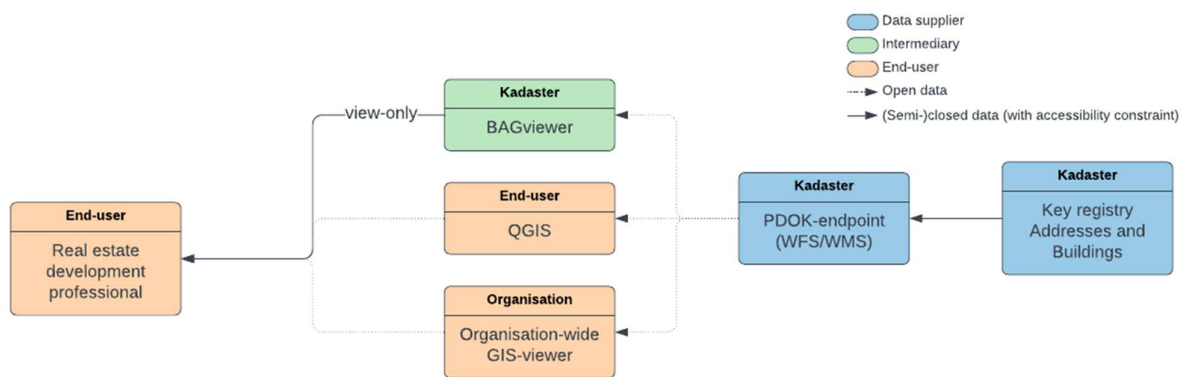 Data supplier
Intermediary
End-user
Open data
(Semi-)closed data (with accessibility constraint)
Kadaster
BAGviewer
view-only
End-user
QGIS
Organisation
Organisation-wide
GIS-viewer
End-user
Real estate
development
professional
Kadaster
PDOK-endpoint
(WFS/WMS)
Kadaster
Key registry
Addresses and
Buildings